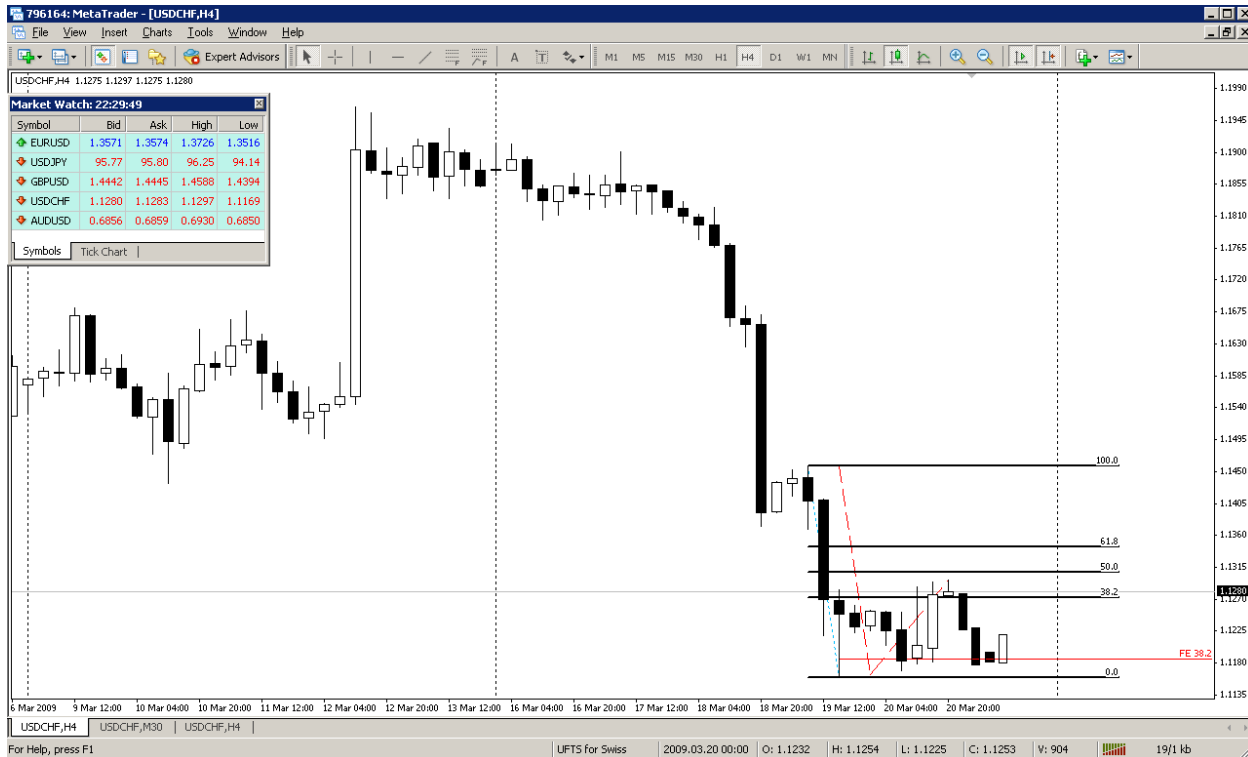 796164: MetaTrader - [USDCHF,H4]
File View Insert Charts Tools Window Help
Expert Advisors A T M1 M5 M15 M30 H1 H4 D1 W1 MN
USDCHF,H4 1.1275 1.1297 1.1275 1.1280
Market Watch: 22:29:49
Symbol Bid Ask High Low
EURUSD 1.3571 1.3574 1.3726 1.3516
USDJPY 95.77 95.80 96.25 94.14
GBPUSD 1.4442 1.4445 1.4588 1.4394
USDCHF 1.1280 1.1283 1.1297 1.1169
AUDUSD 0.6856 0.6859 0.6930 0.6850
Symbols Tick Chart
1.1990
1.1945
1.1900
1.1855
1.1810
1.1765
1.1720
1.1675
1.1630
1.1585
1.1540
1.1495
1.1450
1.1405
1.1360
1.1315
1.1280
1.1270
1.1225
1.1180
1.1135
100.0
61.8
50.0
38.2
FE 38.2
0.0
6 Mar 2009 9 Mar 12:00 10 Mar 04:00 10 Mar 20:00 11 Mar 12:00 12 Mar 04:00 12 Mar 20:00 13 Mar 12:00 16 Mar 04:00 16 Mar 20:00 17 Mar 12:00 18 Mar 04:00 18 Mar 20:00 19 Mar 12:00 20 Mar 04:00 20 Mar 20:00
USDCHF,H4 USDCHF,M30 USDCHF,H4
For Help, press F1 UFTS for Swiss 2009.03.20 00:00 O: 1.1232 H: 1.1254 L: 1.1225 C: 1.1253 V: 904 19/1 kb